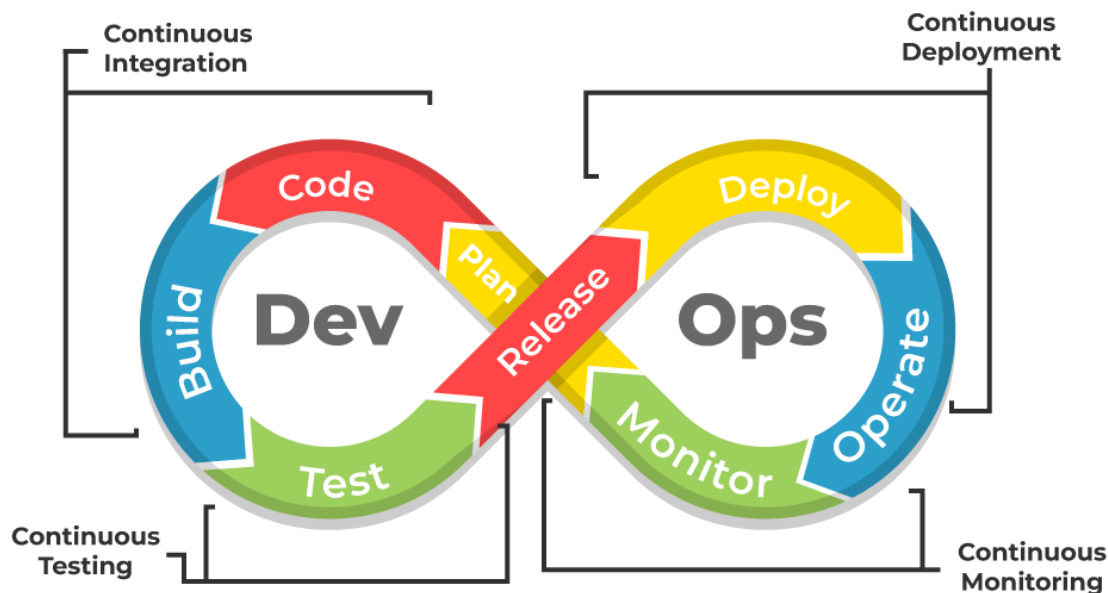 Continuous
Integration
Continuous
Deployment
Code
Plan
Build
Dev
Test
Release
Deploy
Ops
Operate
Monitor
Continuous
Testing
Continuous
Monitoring